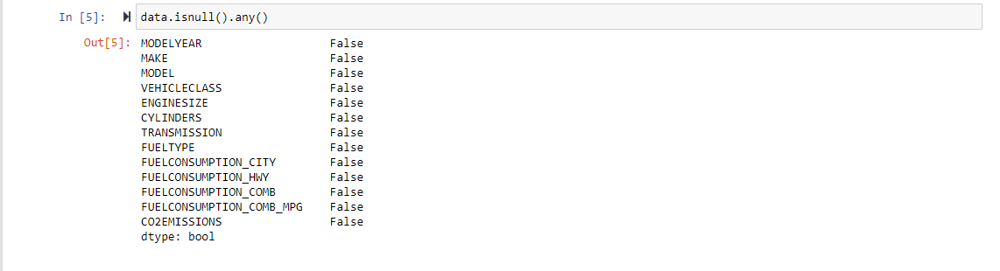 In [5]: data.isnull().any()
Out[5]: MODELYEAR False
MAKE False
MODEL False
VEHICLECLASS False
ENGINESIZE False
CYLINDERS False
TRANSMISSION False
FUELTYPE False
FUELCONSUMPTION_CITY False
FUELCONSUMPTION_HWY False
FUELCONSUMPTION_COMB False
FUELCONSUMPTION_COMB_MPG False
CO2EMISSIONS False
dtype: bool